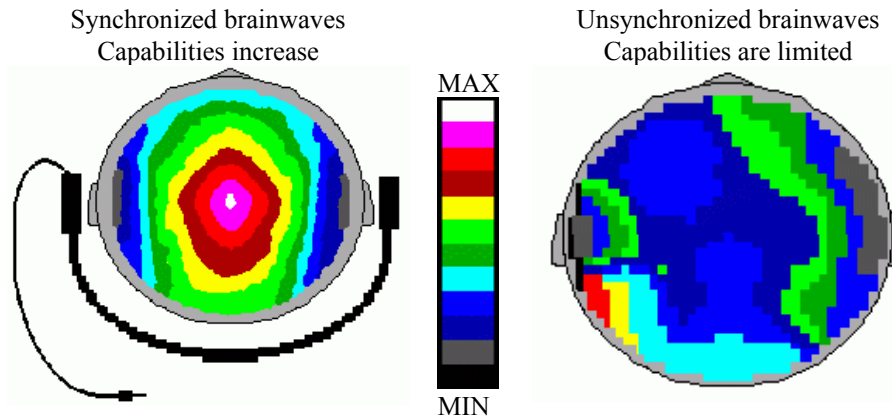 Synchronized brainwaves
Capabilities increase
Unsynchronized brainwaves
Capabilities are limited
MAX
MIN